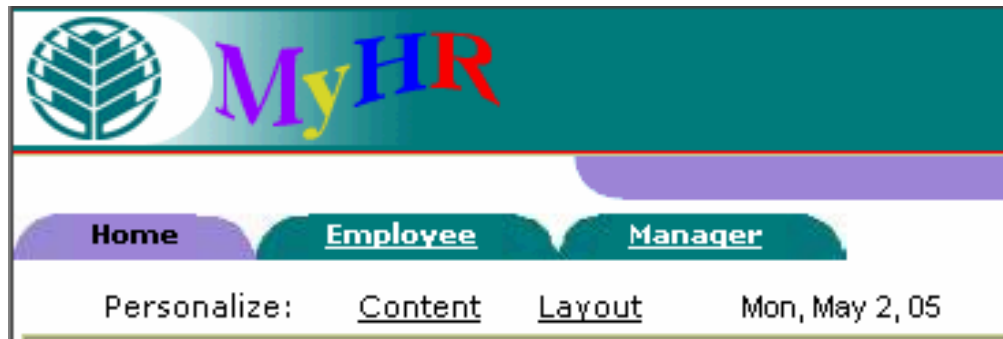 MyHR
Home Employee Manager
Personalize: Content Layout Mon, May 2, 05